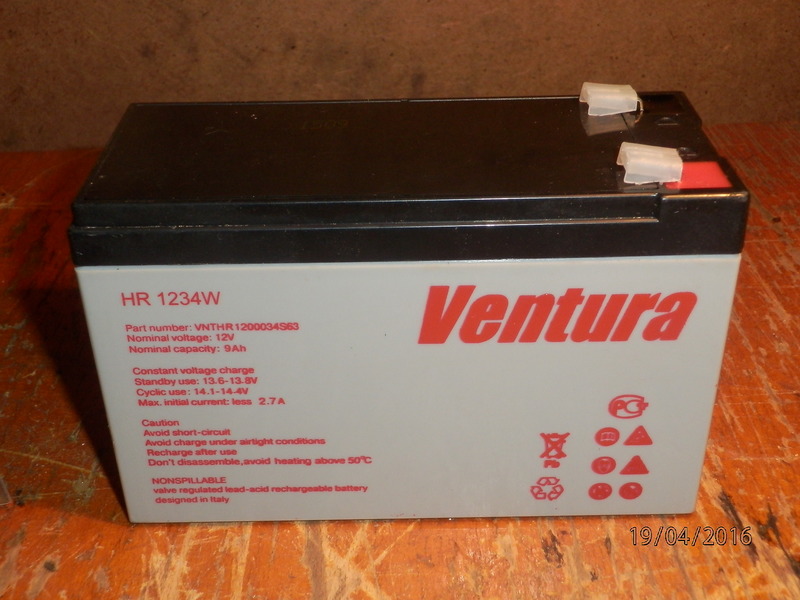 HR 1234W
Ventura
Part number: VNTHR1200034S63
Nominal voltage: 12V
Nominal capacity: 9Ah
Constant voltage charge
Standby use: 13.6-13.8V
Cyclic use: 14.1-14.4V
Max. initial current: less 2.7A
Caution
Avoid short-circuit
Avoid charge under airtight conditions
Recharge after use
Don't disassemble,avoid heating above 50°C
NONSPILLABLE
valve regulated lead-acid rechargeable battery
designed in Italy
Pb
19/04/2016